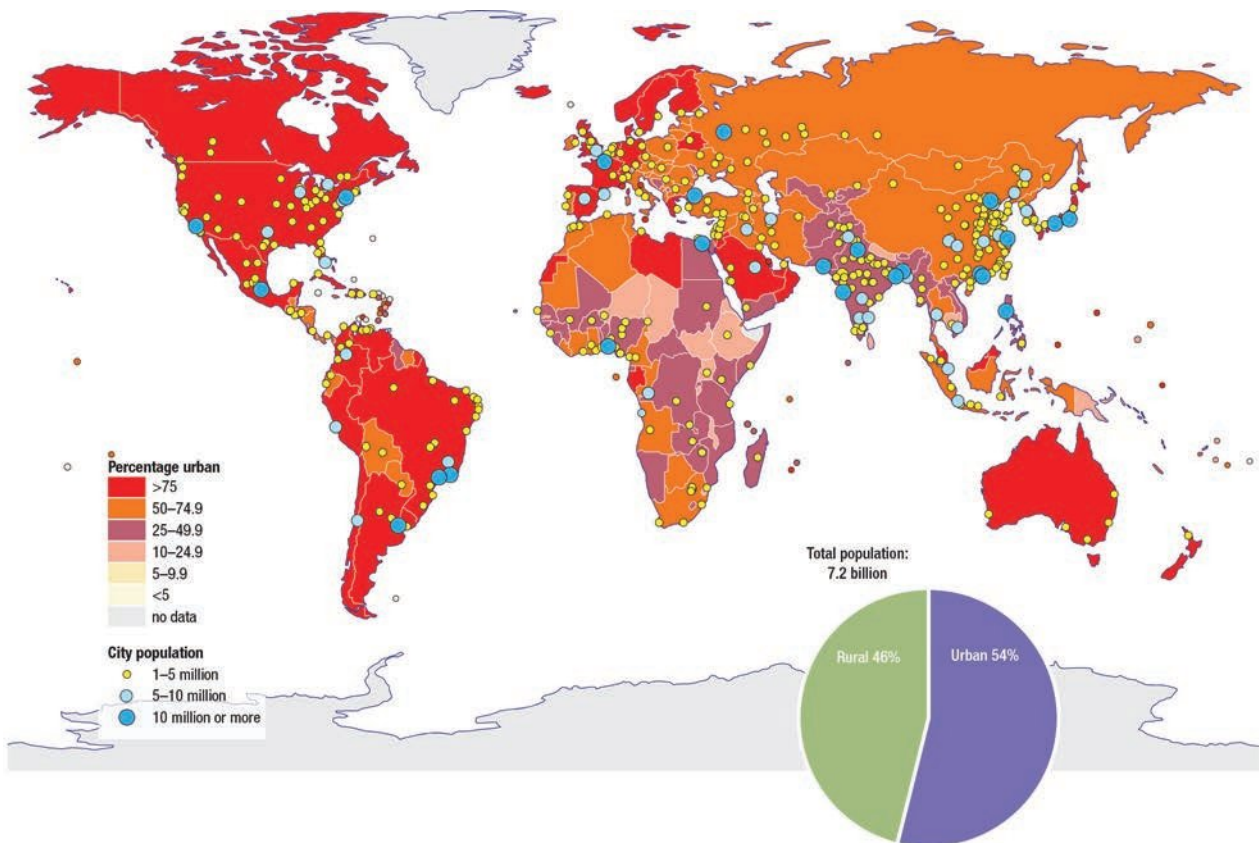 Percentage urban
>75
50–74.9
25–49.9
10–24.9
5–9.9
<5
no data
City population
1–5 million
5–10 million
10 million or more
Total population:
7.2 billion
Rural 46%
Urban 54%